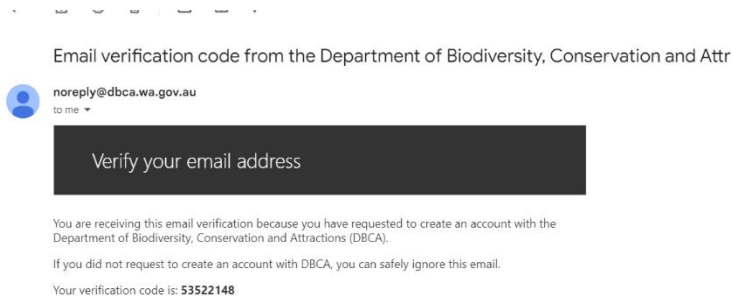 Email verification code from the Department of Biodiversity, Conservation and Attr
noreply@dbca.wa.gov.au
to me
Verify your email address
You are receiving this email verification because you have requested to create an account with the
Department of Biodiversity, Conservation and Attractions (DBCA).
If you did not request to create an account with DBCA, you can safely ignore this email.
Your verification code is: 53522148